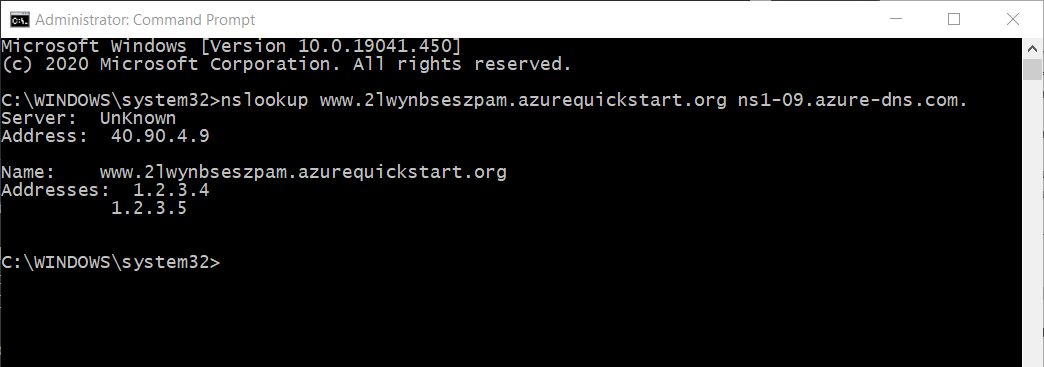 Administrator: Command Prompt
Microsoft Windows [Version 10.0.19041.450]
(c) 2020 Microsoft Corporation. All rights reserved.
C:\WINDOWS\system32>nslookup www.2lwynbseszpam.azurequickstart.org ns1-09.azure-dns.com.
Server:  UnKnown
Address:  40.90.4.9
Name:    www.2lwynbseszpam.azurequickstart.org
Addresses:  1.2.3.4
          1.2.3.5
C:\WINDOWS\system32>